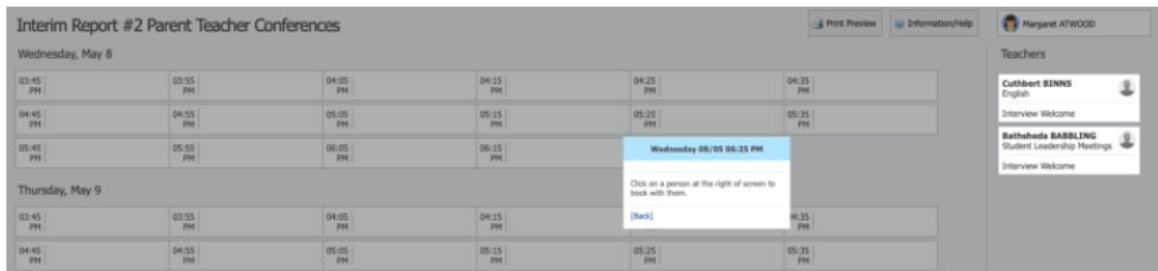 Interim Report #2 Parent Teacher Conferences
Print Preview
Information/Help
Margaret ATWOOD
Wednesday, May 8
03:45 PM
03:55 PM
04:05 PM
04:15 PM
04:25 PM
04:35 PM
04:45 PM
04:55 PM
05:05 PM
05:15 PM
05:25 PM
05:35 PM
05:45 PM
05:55 PM
06:05 PM
06:15 PM
Wednesday 08/05 06:25 PM
Click on a person at the right of screen to
book with them.
[Back]
Thursday, May 9
03:45 PM
03:55 PM
04:05 PM
04:15 PM
04:35 PM
04:45 PM
04:55 PM
05:05 PM
05:15 PM
05:25 PM
05:35 PM
Teachers
Cuthbert BINNS
English
Interview Welcome
Bathsheda BABBLING
Student Leadership Meetings
Interview Welcome